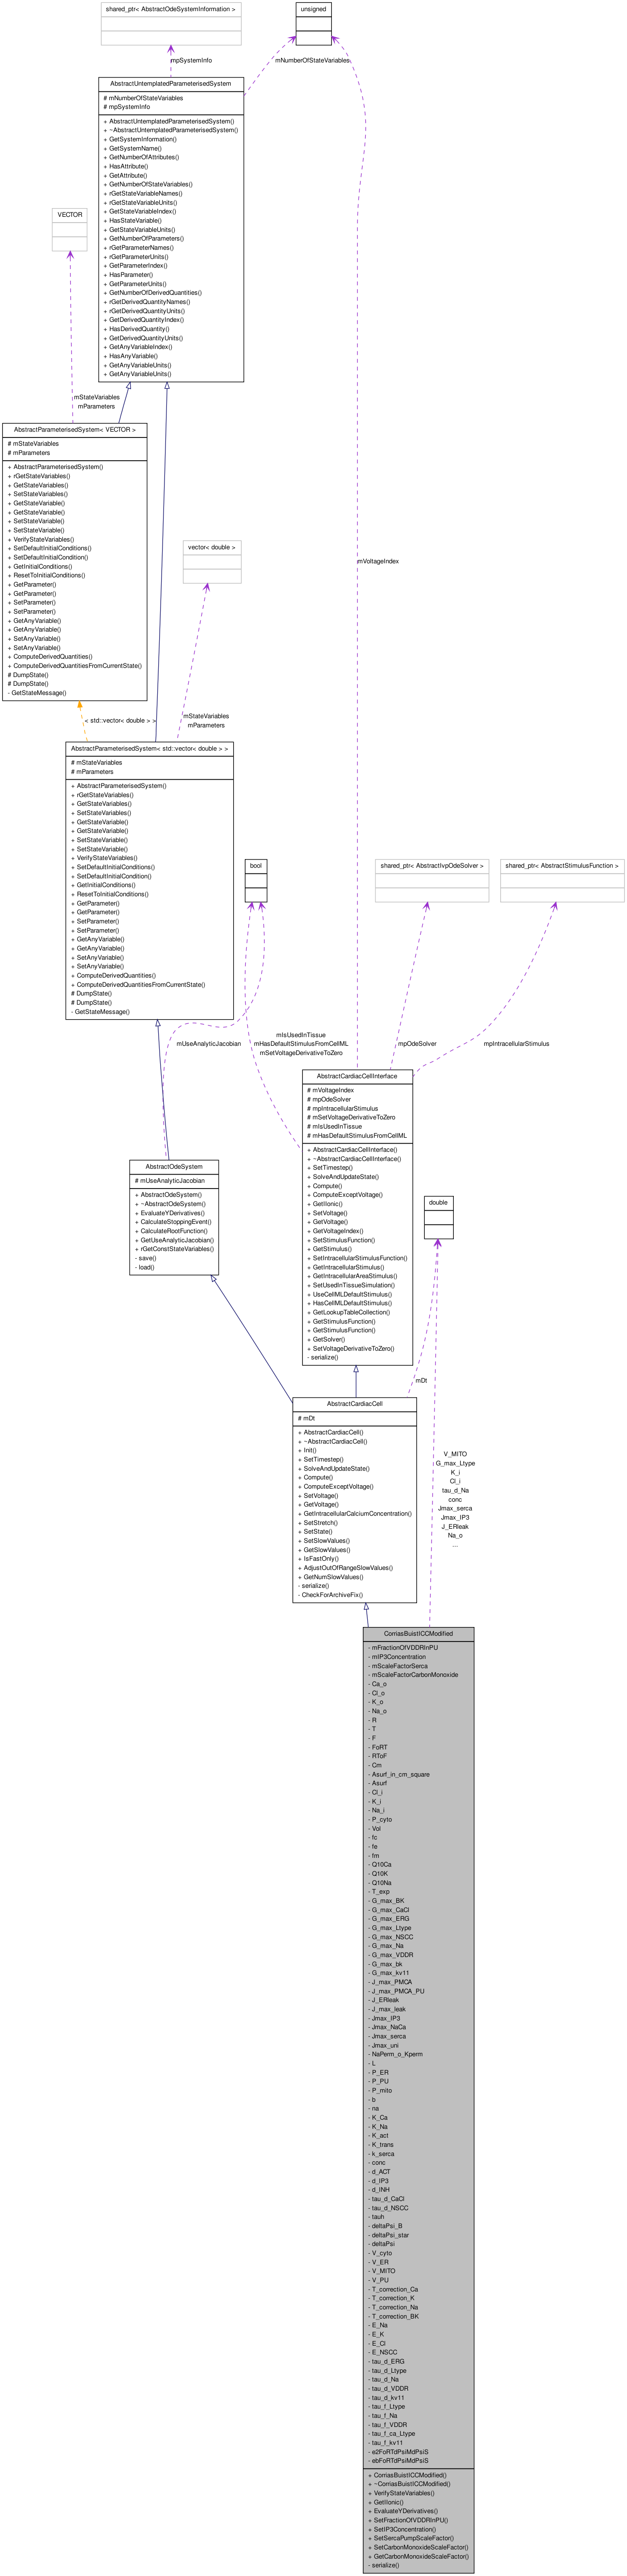 shared_ptr< AbstractOdeSystemInformation >
unsigned
mpSystemInfo
mNumberOfStateVariables
AbstractUntemplatedParameterisedSystem
# mNumberOfStateVariables
# mpSystemInfo
+ AbstractUntemplatedParameterisedSystem()
+ ~AbstractUntemplatedParameterisedSystem()
+ GetSystemInformation()
+ GetSystemName()
+ GetNumberOfAttributes()
+ HasAttribute()
+ GetAttribute()
+ GetNumberOfStateVariables()
+ rGetStateVariableNames()
+ rGetStateVariableUnits()
+ GetStateVariableIndex()
+ HasStateVariable()
+ GetStateVariableUnits()
+ GetNumberOfParameters()
+ rGetParameterNames()
+ rGetParameterUnits()
+ GetParameterIndex()
+ HasParameter()
+ GetParameterUnits()
+ GetNumberOfDerivedQuantities()
+ rGetDerivedQuantityNames()
+ rGetDerivedQuantityUnits()
+ GetDerivedQuantityIndex()
+ HasDerivedQuantity()
+ GetDerivedQuantityUnits()
+ GetAnyVariableIndex()
+ HasAnyVariable()
+ GetAnyVariableUnits()
+ GetAnyVariableUnits()
VECTOR
mStateVariables
mParameters
AbstractParameterisedSystem< VECTOR >
# mStateVariables
# mParameters
+ AbstractParameterisedSystem()
+ rGetStateVariables()
+ GetStateVariables()
+ SetStateVariables()
+ GetStateVariable()
+ GetStateVariable()
+ SetStateVariable()
+ SetStateVariable()
+ VerifyStateVariables()
+ SetDefaultInitialConditions()
+ SetDefaultInitialCondition()
+ GetInitialConditions()
+ ResetToInitialConditions()
+ GetParameter()
+ GetParameter()
+ SetParameter()
+ SetParameter()
+ GetAnyVariable()
+ GetAnyVariable()
+ SetAnyVariable()
+ SetAnyVariable()
+ ComputeDerivedQuantities()
+ ComputeDerivedQuantitiesFromCurrentState()
# DumpState()
# DumpState()
- GetStateMessage()
vector< double >
mVoltageIndex
< std::vector< double > >
mStateVariables
mParameters
AbstractParameterisedSystem< std::vector< double > >
# mStateVariables
# mParameters
+ AbstractParameterisedSystem()
+ rGetStateVariables()
+ GetStateVariables()
+ SetStateVariables()
+ GetStateVariable()
+ GetStateVariable()
+ SetStateVariable()
+ SetStateVariable()
+ VerifyStateVariables()
+ SetDefaultInitialConditions()
+ SetDefaultInitialCondition()
+ GetInitialConditions()
+ ResetToInitialConditions()
+ GetParameter()
+ GetParameter()
+ SetParameter()
+ SetParameter()
+ GetAnyVariable()
+ GetAnyVariable()
+ SetAnyVariable()
+ SetAnyVariable()
+ ComputeDerivedQuantities()
+ ComputeDerivedQuantitiesFromCurrentState()
# DumpState()
# DumpState()
- GetStateMessage()
bool
shared_ptr< AbstractIvpOdeSolver >
shared_ptr< AbstractStimulusFunction >
mUseAnalyticJacobian
mIsUsedInTissue
mHasDefaultStimulusFromCellML
mSetVoltageDerivativeToZero
mpOdeSolver
mpIntracellularStimulus
AbstractCardiacCellInterface
# mVoltageIndex
# mpOdeSolver
# mpIntracellularStimulus
# mSetVoltageDerivativeToZero
# mIsUsedInTissue
# mHasDefaultStimulusFromCellML
+ AbstractCardiacCellInterface()
+ ~AbstractCardiacCellInterface()
+ SetTimestep()
+ SolveAndUpdateState()
+ Compute()
+ ComputeExceptVoltage()
+ GetIIonic()
+ SetVoltage()
+ GetVoltage()
+ GetVoltageIndex()
+ SetStimulusFunction()
+ GetStimulus()
+ SetIntracellularStimulusFunction()
+ GetIntracellularStimulus()
+ GetIntracellularAreaStimulus()
+ SetUsedInTissueSimulation()
+ UseCellMLDefaultStimulus()
+ HasCellMLDefaultStimulus()
+ GetLookupTableCollection()
+ GetStimulusFunction()
+ GetStimulusFunction()
+ GetSolver()
+ SetVoltageDerivativeToZero()
- serialize()
AbstractOdeSystem
# mUseAnalyticJacobian
+ AbstractOdeSystem()
+ ~AbstractOdeSystem()
+ EvaluateYDerivatives()
+ CalculateStoppingEvent()
+ CalculateRootFunction()
+ GetUseAnalyticJacobian()
+ rGetConstStateVariables()
- save()
- load()
double
mDt
AbstractCardiacCell
# mDt
+ AbstractCardiacCell()
+ ~AbstractCardiacCell()
+ Init()
+ SetTimestep()
+ SolveAndUpdateState()
+ Compute()
+ ComputeExceptVoltage()
+ SetVoltage()
+ GetVoltage()
+ GetIntracellularCalciumConcentration()
+ SetStretch()
+ SetState()
+ SetSlowValues()
+ GetSlowValues()
+ IsFastOnly()
+ AdjustOutOfRangeSlowValues()
+ GetNumSlowValues()
- serialize()
- CheckForArchiveFix()
V_MITO
G_max_Ltype
K_i
Cl_i
tau_d_Na
conc
Jmax_serca
Jmax_IP3
J_ERleak
Na_o
...
CorriasBuistICCModified
- mFractionOfVDDRInPU
- mIP3Concentration
- mScaleFactorSerca
- mScaleFactorCarbonMonoxide
- Ca_o
- Cl_o
- K_o
- Na_o
- R
- T
- F
- FoRT
- RToF
- Cm
- Asurf_in_cm_square
- Asurf
- Cl_i
- K_i
- Na_i
- P_cyto
- Vol
- fc
- fe
- fm
- Q10Ca
- Q10K
- Q10Na
- T_exp
- G_max_BK
- G_max_CaCl
- G_max_ERG
- G_max_Ltype
- G_max_NSCC
- G_max_Na
- G_max_VDDR
- G_max_bk
- G_max_kv11
- J_max_PMCA
- J_max_PMCA_PU
- J_ERleak
- J_max_leak
- Jmax_IP3
- Jmax_NaCa
- Jmax_serca
- Jmax_uni
- NaPerm_o_Kperm
- L
- P_ER
- P_PU
- P_mito
- b
- na
- K_Ca
- K_Na
- K_act
- K_trans
- k_serca
- conc
- d_ACT
- d_IP3
- d_INH
- tau_d_CaCl
- tau_d_NSCC
- tauh
- deltaPsi_B
- deltaPsi_star
- deltaPsi
- V_cyto
- V_ER
- V_MITO
- V_PU
- T_correction_Ca
- T_correction_K
- T_correction_Na
- T_correction_BK
- E_Na
- E_K
- E_Cl
- E_NSCC
- tau_d_ERG
- tau_d_Ltype
- tau_d_Na
- tau_d_VDDR
- tau_d_kv11
- tau_f_Ltype
- tau_f_Na
- tau_f_VDDR
- tau_f_ca_Ltype
- tau_f_kv11
- e2FoRTdPsiMdPsiS
- ebFoRTdPsiMdPsiS
+ CorriasBuistICCModified()
+ ~CorriasBuistICCModified()
+ VerifyStateVariables()
+ GetIIonic()
+ EvaluateYDerivatives()
+ SetFractionOfVDDRInPU()
+ SetIP3Concentration()
+ SetSercaPumpScaleFactor()
+ SetCarbonMonoxideScaleFactor()
+ GetCarbonMonoxideScaleFactor()
- serialize()